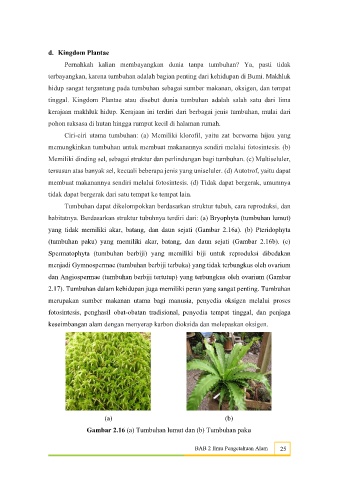 d. Kingdom Plantae
Pernahkah kalian membayangkan dunia tanpa tumbuhan? Ya, pasti tidak
terbayangkan, karena tumbuhan adalah bagian penting dari kehidupan di Bumi. Makhluk
hidup sangat tergantung pada tumbuhan sebagai sumber makanan, oksigen, dan tempat
tinggal. Kingdom Plantae atau disebut dunia tumbuhan adalah salah satu dari lima
kerajaan makhluk hidup. Kerajaan ini terdiri dari berbagai jenis tumbuhan, mulai dari
pohon raksasa di hutan hingga rumput kecil di halaman rumah.
Ciri-ciri utama tumbuhan: (a) Memiliki klorofil, yaitu zat berwarna hijau yang
memungkinkan tumbuhan untuk membuat makanannya sendiri melalui fotosintesis. (b)
Memiliki dinding sel, sebagai struktur dan perlindungan bagi tumbuhan. (c) Multiseluler,
tersusun atas banyak sel, kecuali beberapa jenis yang uniseluler. (d) Autotrof, yaitu dapat
membuat makanannya sendiri melalui fotosintesis. (d) Tidak dapat bergerak, umumnya
tidak dapat bergerak dari satu tempat ke tempat lain.
Tumbuhan dapat dikelompokkan berdasarkan struktur tubuh, cara reproduksi, dan
habitatnya. Berdasarkan struktur tubuhnya terdiri dari: (a) Bryophyta (tumbuhan lumut)
yang tidak memiliki akar, batang, dan daun sejati (Gambar 2.16a). (b) Pteridophyta
(tumbuhan paku) yang memiliki akar, batang, dan daun sejati (Gambar 2.16b). (c)
Spermatophyta (tumbuhan berbiji) yang memiliki biji untuk reproduksi dibedakan
menjadi Gymnospermae (tumbuhan berbiji terbuka) yang tidak terbungkus oleh ovarium
dan Angiospermae (tumbuhan berbiji tertutup) yang terbungkus oleh ovarium (Gambar
2.17). Tumbuhan dalam kehidupan juga memiliki peran yang sangat penting. Tumbuhan
merupakan sumber makanan utama bagi manusia, penyedia oksigen melalui proses
fotosintesis, penghasil obat-obatan tradisional, penyedia tempat tinggal, dan penjaga
keseimbangan alam dengan menyerap karbon dioksida dan melepaskan oksigen.
(a) (b)
Gambar 2.16 (a) Tumbuhan lumut dan (b) Tumbuhan paku
BAB 2 Ilmu Pengetahuan Alam 25